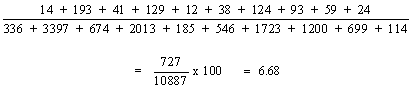 14 + 193 + 41 + 129 + 12 + 38 + 124 + 93 + 59 + 24
336 + 3397 + 674 + 2013 + 185 + 546 + 1723 + 1200 + 699 + 114
= 727
10887 x 100 = 6.68